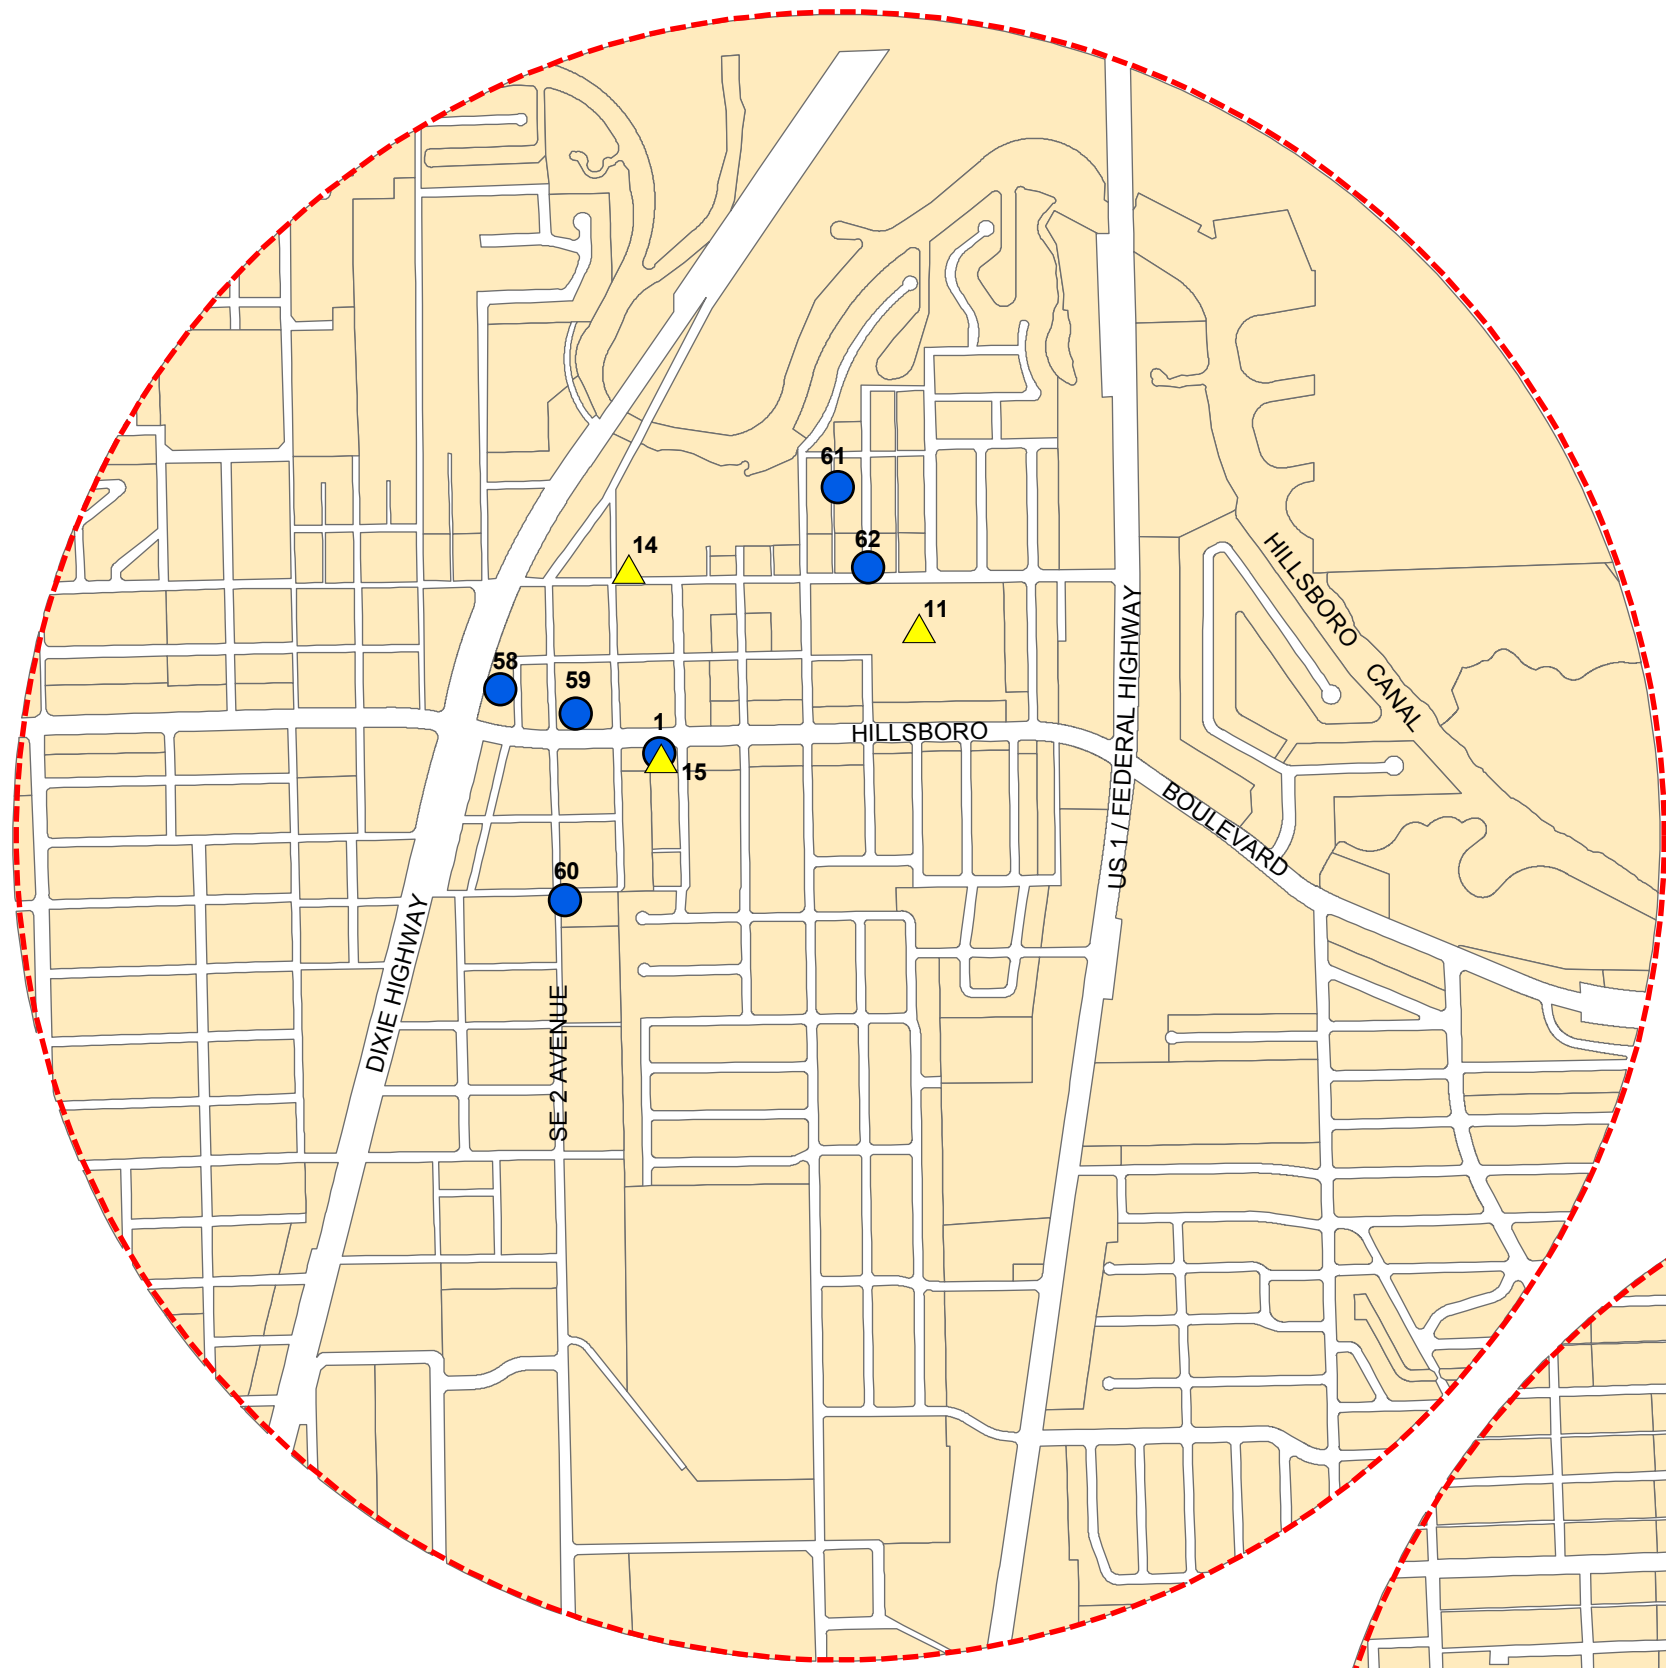 61
62
14
11
58
59
1
15
60
HILLSBORO CANAL
HILLSBORO
BOULEVARD
US 1 / FEDERAL HIGHWAY
DIXIE HIGHWAY
SE 2 AVENUE